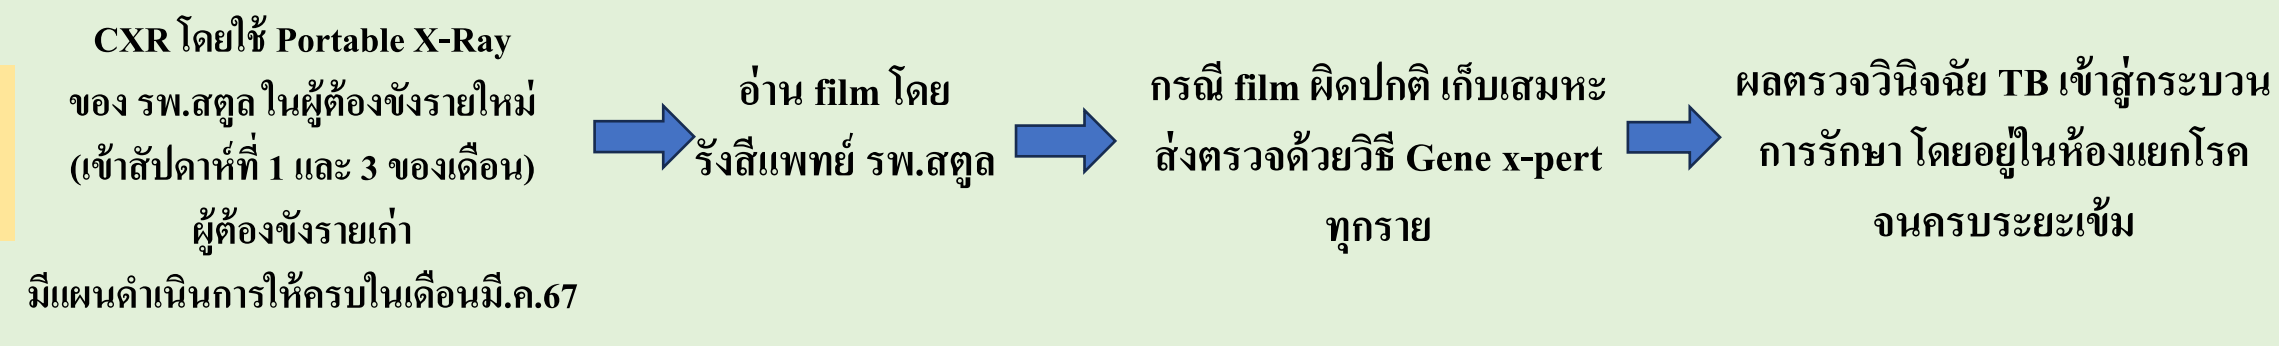 CXR โดยใช้ Portable X-Ray
ของ รพ.สตูล ในผู้ต้องขังรายใหม่
(เข้าสัปดาห์ที่ 1 และ 3 ของเดือน)
ผู้ต้องขังรายเก่า
มีแผนดำเนินการให้ครบในเดือนมี.ค.67
อ่าน film โดย
รังสีแพทย์ รพ.สตูล
กรณี film ผิดปกติ เก็บเสมหะ
ส่งตรวจด้วยวิธี Gene x-pert
ทุกราย
ผลตรวจวินิจฉัย TB เข้าสู่กระบวน
การรักษา โดยอยู่ในห้องแยกโรค
จนครบระยะเข้ม